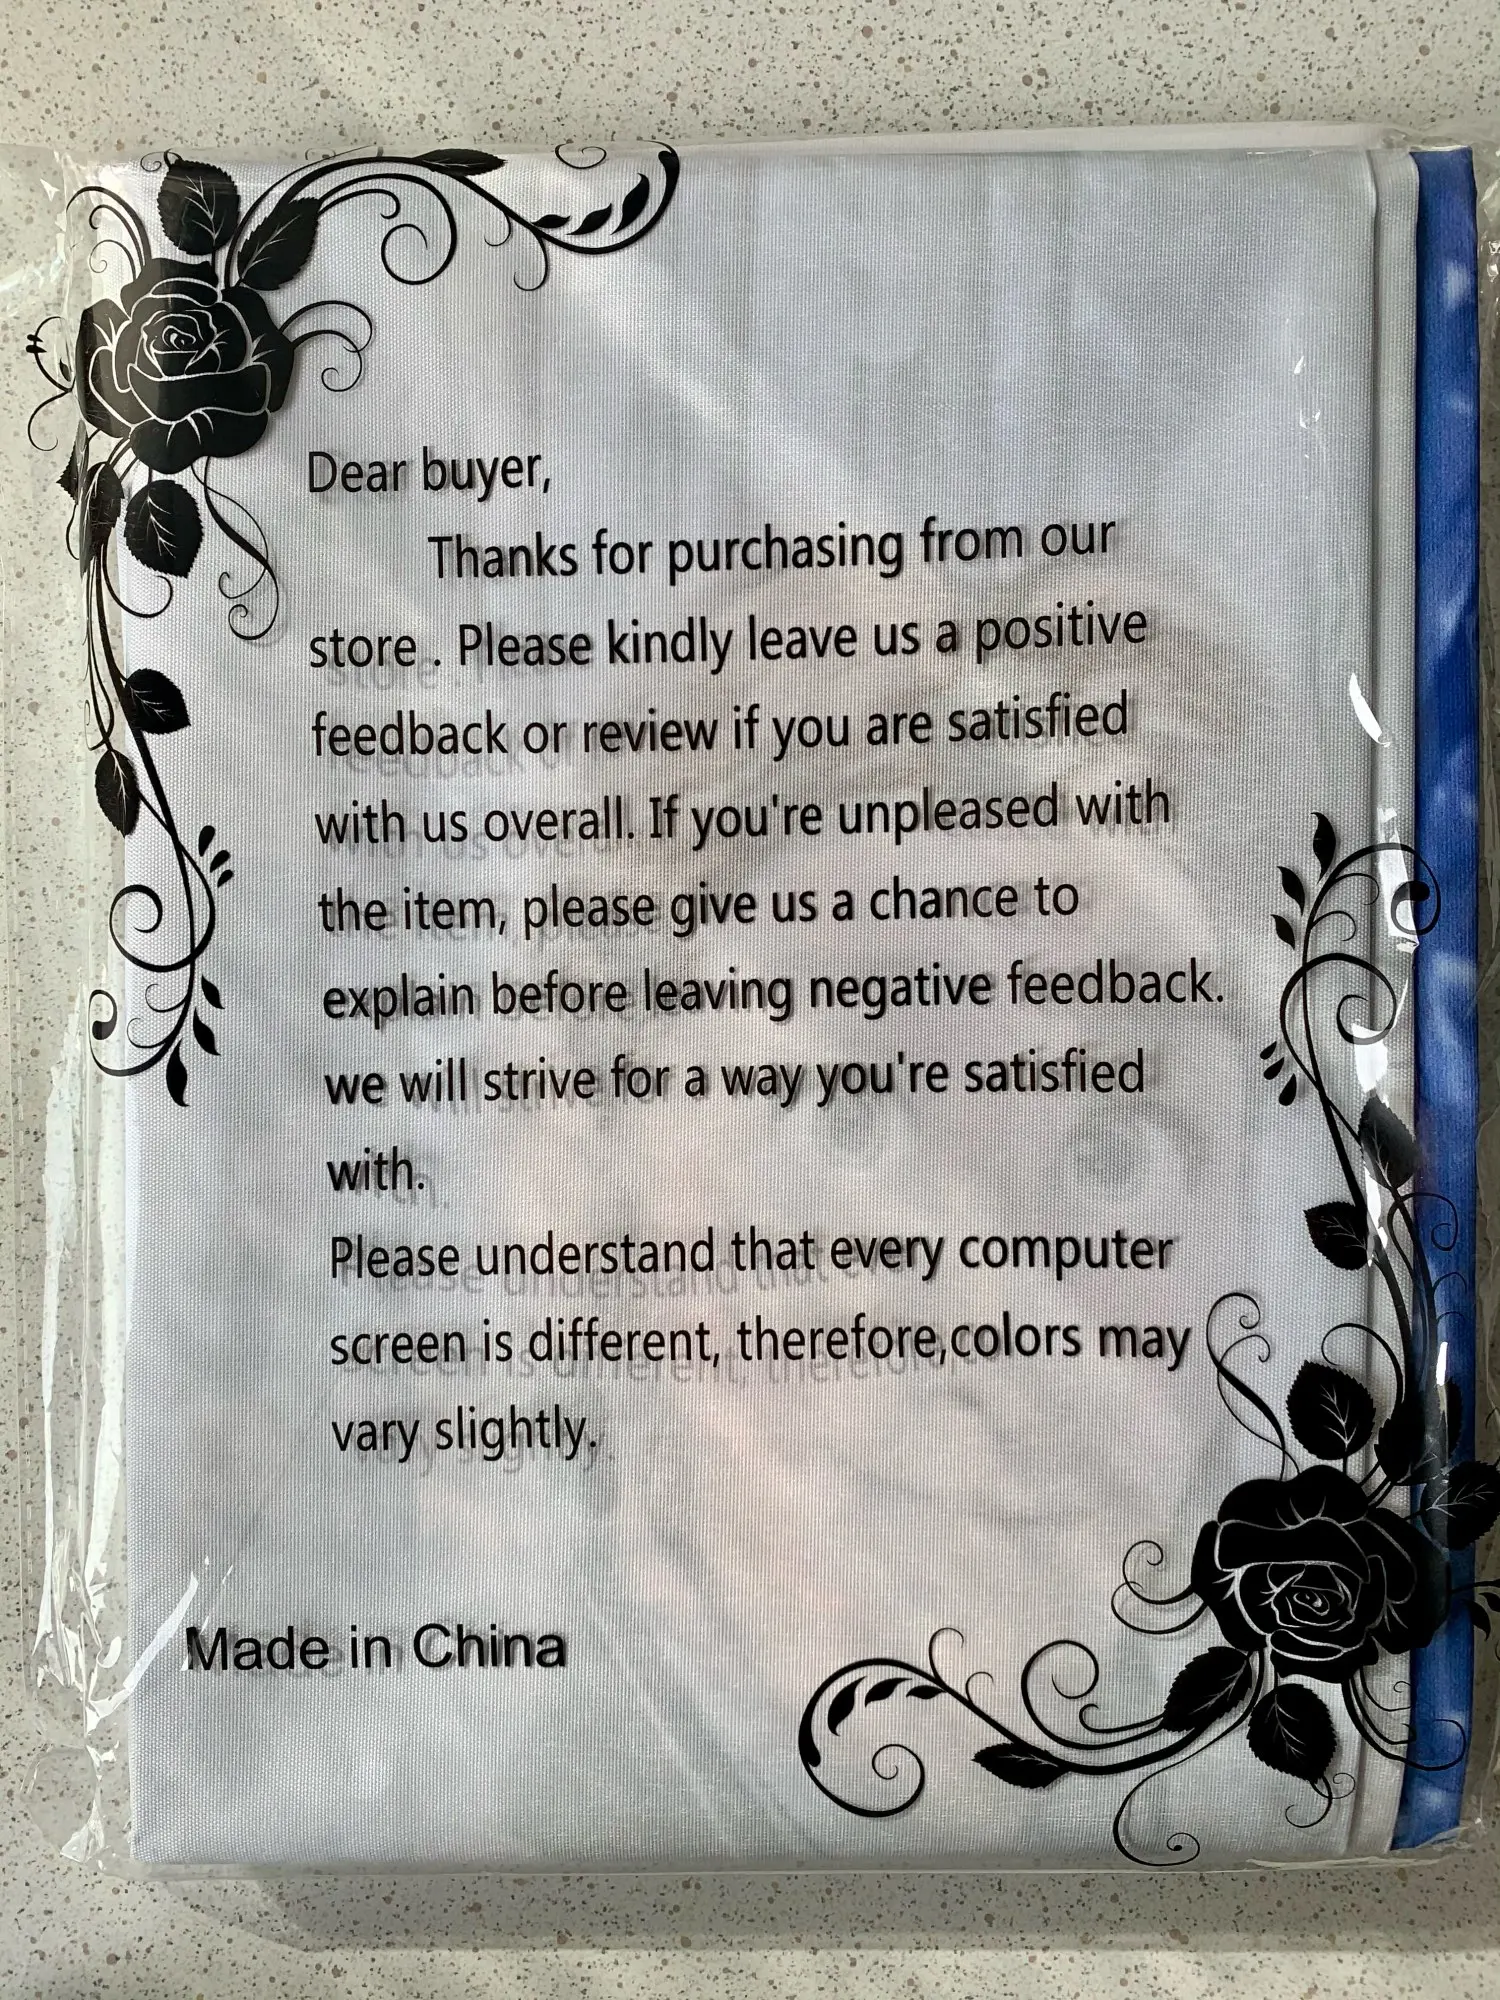 Dear buyer,
Thanks for purchasing from our
store . Please kindly leave us a positive
feedback or review if you are satisfied
with us overall. If you're unpleased with
the item, please give us a chance to
explain before leaving negative feedback.
we will strive for a way you're satisfied
with.
Please understand that every computer
screen is different, therefore,colors may
vary slightly.
Made in China